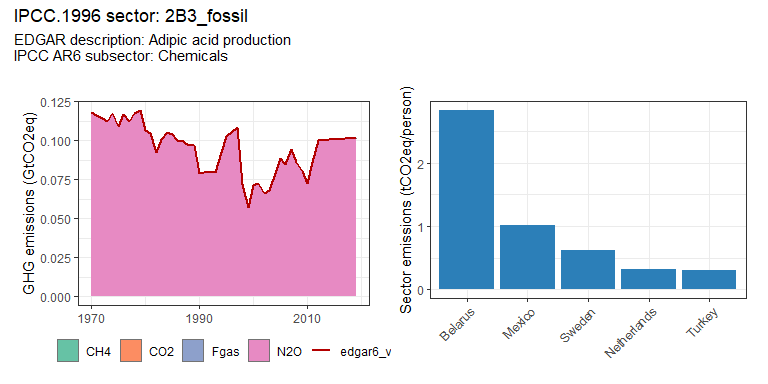 IPCC.1996 sector: 2B3_fossil
EDGAR description: Adipic acid production
IPCC AR6 subsector: Chemicals
GHG emissions (GtCO2eq)
0.125
0.100
0.075
0.050
0.025
0.000
1970
1990
2010
CH4
CO2
Fgas
N2O
edgar6_v
Sector emissions (tCO2eq/person)
2
1
0
Belarus
Mexico
Sweden
Netherlands
Turkey